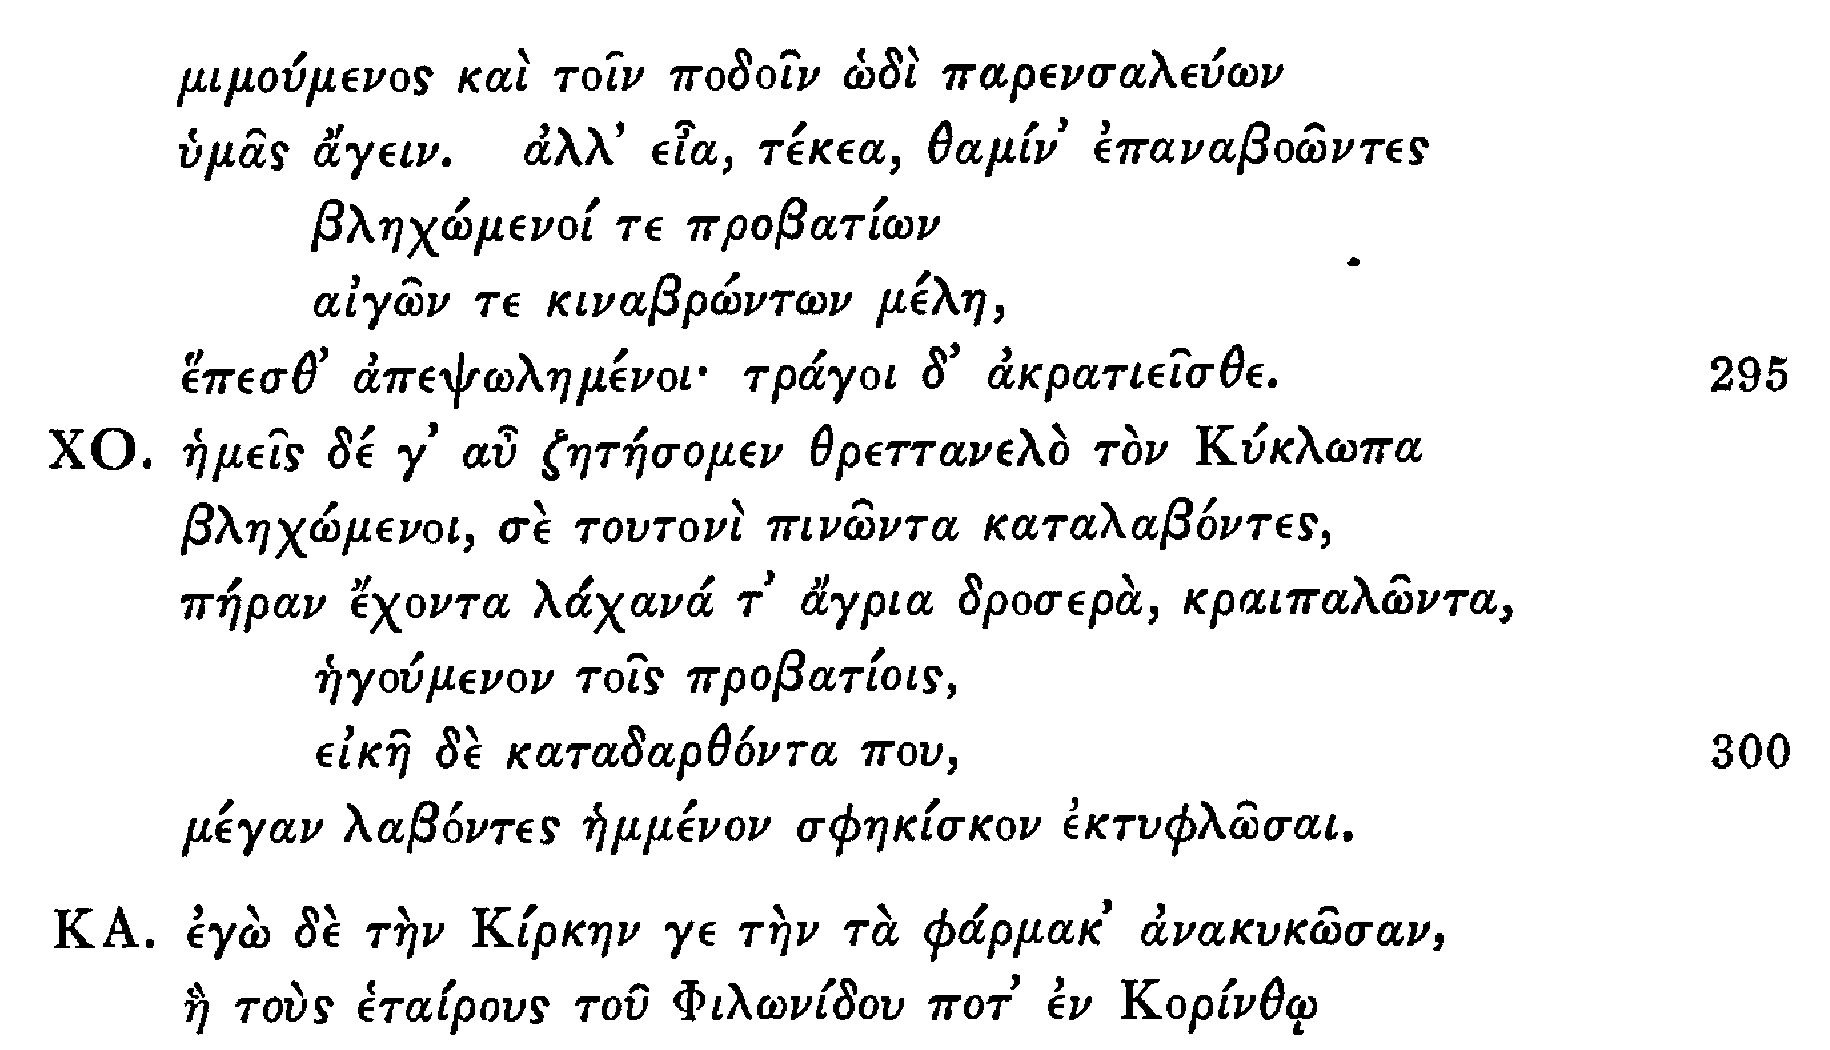 μιμούμενος καὶ τοῖν ποδοῖν ὡδὶ παρενσαλεύων
ὑμᾶς ἄγειν. ἀλλ’ εἶα, τέκεα, θαμίν’ ἐπαναβοῶντες
βληχώμενοί τε προβατίων
αἰγῶν τε κιναβρώντων μέλη,
ἕπεσθ’ ἀπεψωλημένοι· τράγοι δ’ ἀκρατιεῖσθε. 295
ΧΟ. ἡμεῖς δέ γ’ αὖ ζητήσομεν θρεττανελὸ τὸν Κύκλωπα
βληχώμενοι, σὲ τουτονὶ πινῶντα καταλαβόντες,
πήραν ἔχοντα λάχανά τ’ ἄγρια δροσερὰ, κραιπαλῶντα,
ἡγούμενον τοῖς προβατίοις,
εἰκῆ δὲ καταδαρθόντα που, 300
μέγαν λαβόντες ἡμμένον σφηκίσκον ἐκτυφλῶσαι.
ΚΑ. ἐγὼ δὲ τὴν Κίρκην γε τὴν τὰ φάρμακ’ ἀνακυκῶσαν,
ἣ τοὺς ἑταίρους τοῦ Φιλωνίδου ποτ’ ἐν Κορίνθῳ